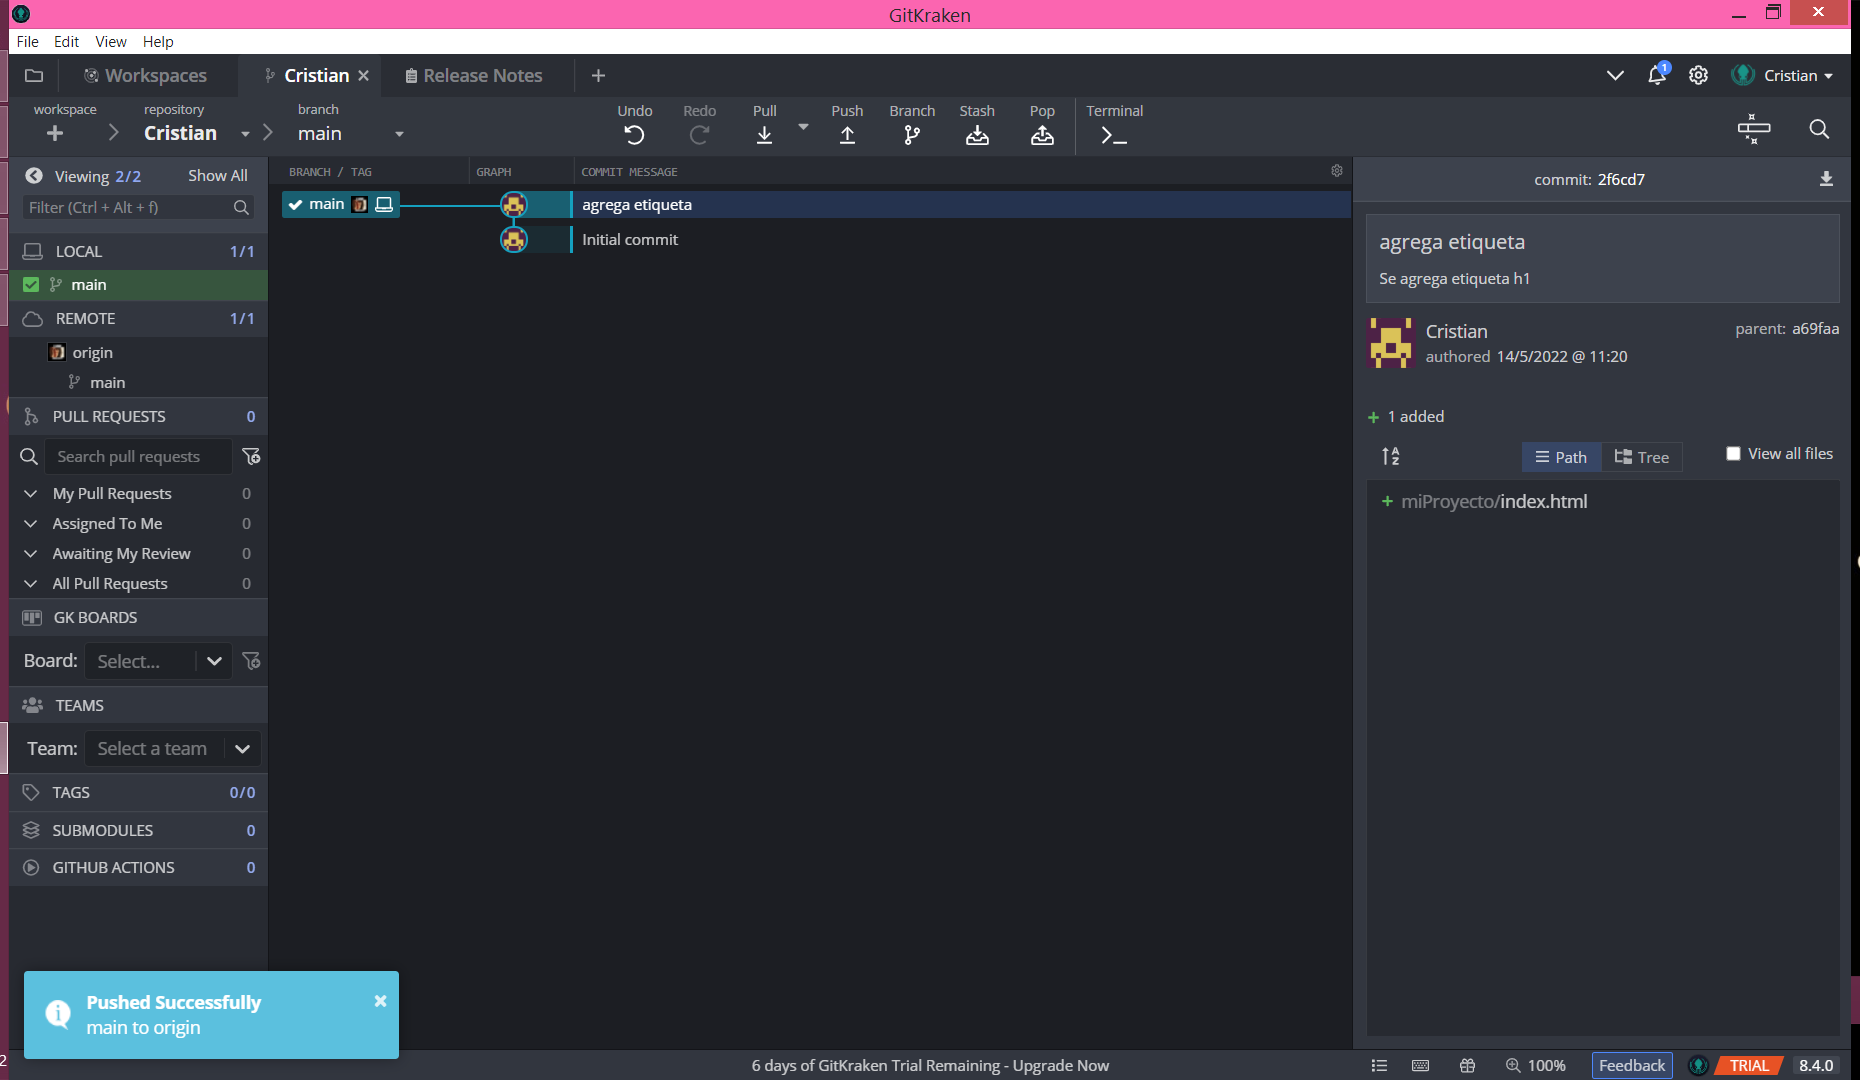 GitKraken
File Edit View Help
Workspaces Cristian Release Notes
1
Cristian
workspace repository branch
Cristian main
Undo Redo Pull Push Branch Stash Pop Terminal
Viewing 2/2 Show All
Filter (Ctrl + Alt + f)
LOCAL 1/1
main
REMOTE 1/1
origin
main
PULL REQUESTS 0
Search pull requests
My Pull Requests 0
Assigned To Me 0
Awaiting My Review 0
All Pull Requests 0
GK BOARDS
Board: Select...
TEAMS
Team: Select a team
TAGS 0/0
SUBMODULES 0
GITHUB ACTIONS 0
BRANCH / TAG GRAPH COMMIT MESSAGE
main agrega etiqueta
Initial commit
commit: 2f6cd7
agrega etiqueta
Se agrega etiqueta h1
Cristian parent: a69faa
authored 14/5/2022 @ 11:20
+ 1 added
A
Z
Path Tree View all files
+ miProyecto/index.html
Pushed Successfully
main to origin
2
6 days of GitKraken Trial Remaining - Upgrade Now
100% Feedback TRIAL 8.4.0